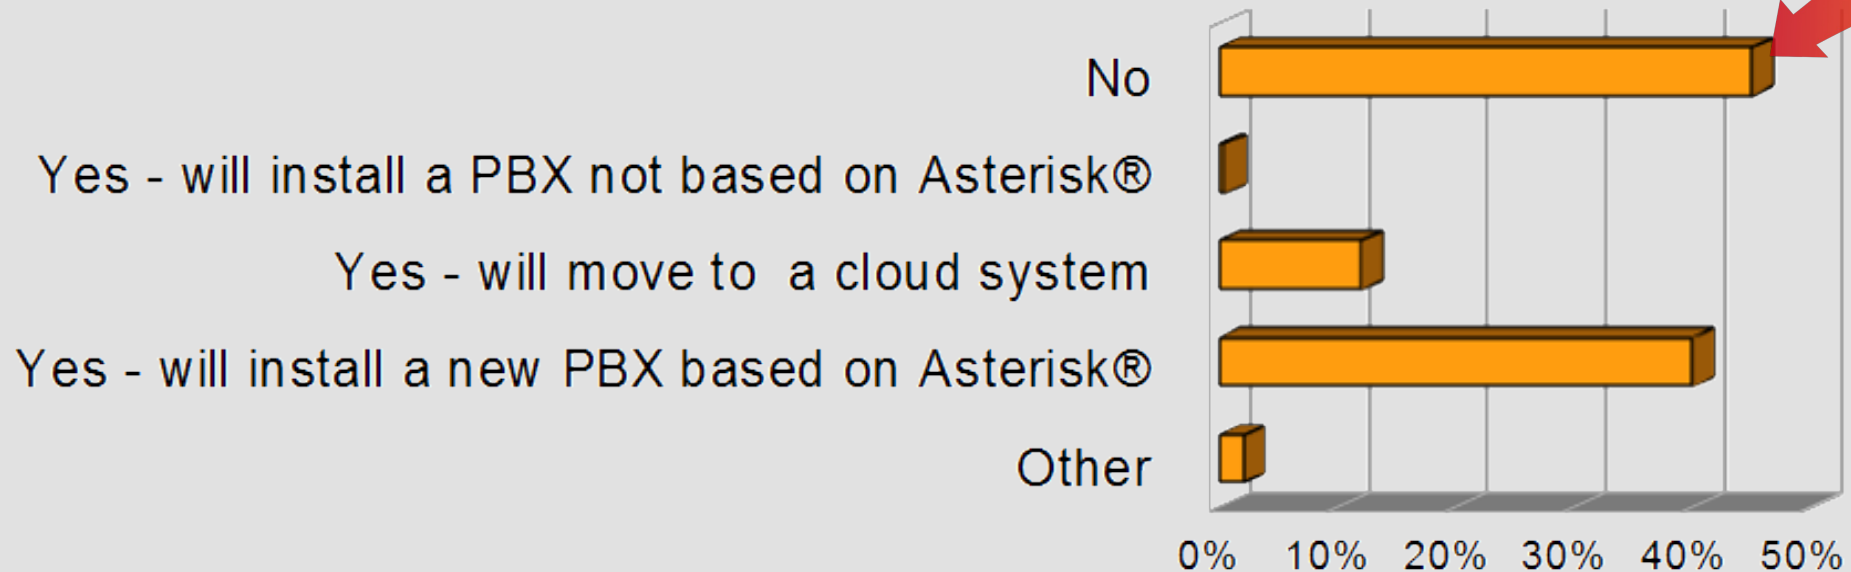 No
Yes - will install a PBX not based on Asterisk®
Yes - will move to a cloud system
Yes - will install a new PBX based on Asterisk®
Other
0% 10% 20% 30% 40% 50%